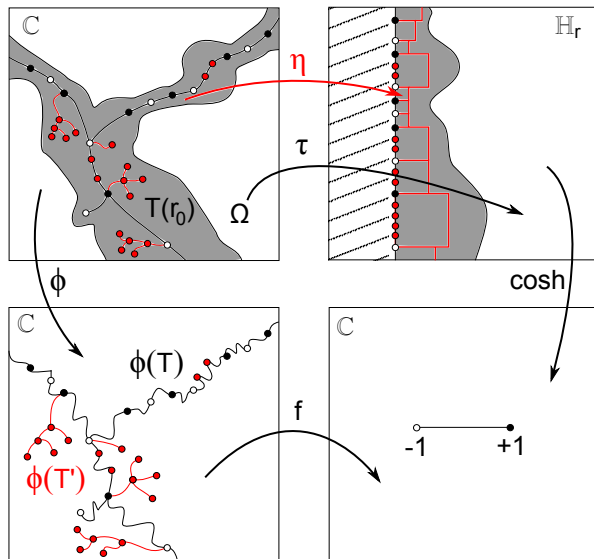 ℂ
ℍr
η
τ
T(r₀)
Ω
ϕ
cosh
ℂ
ℂ
ϕ(T)
f
-1
+1
ϕ(T')